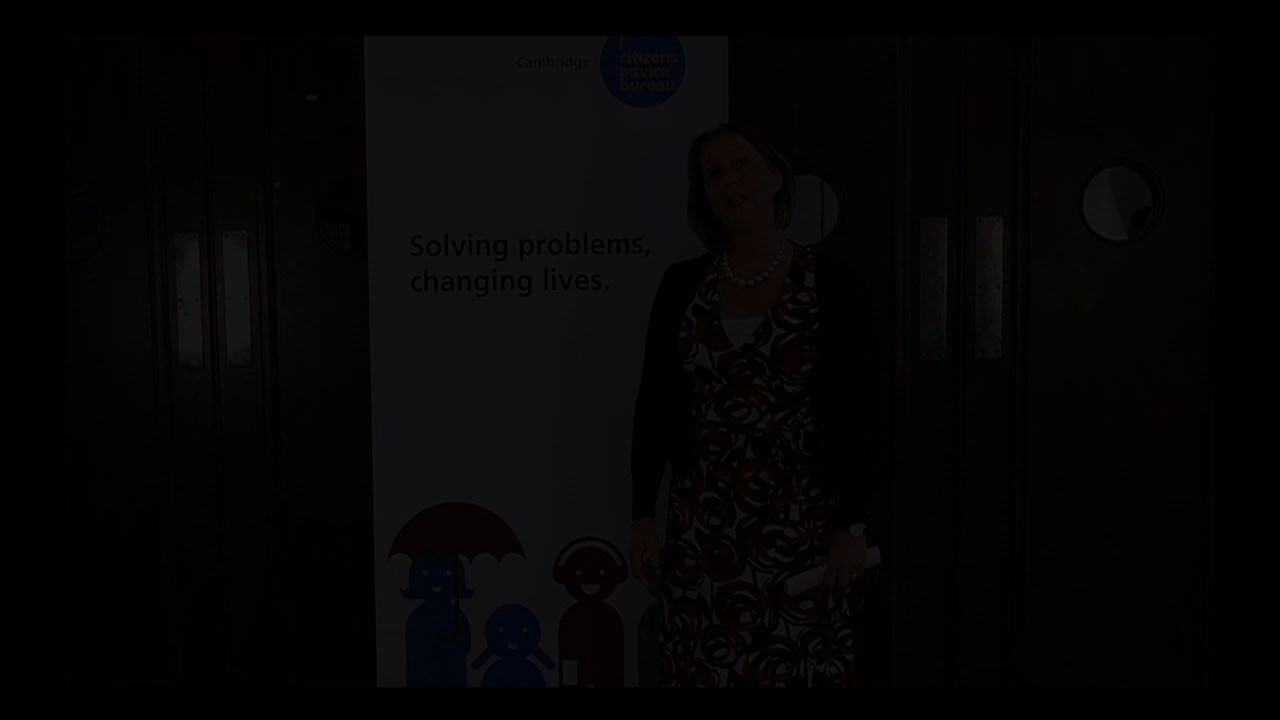 Cambridge
citizens
advice
bureau
Solving problems,
changing lives.